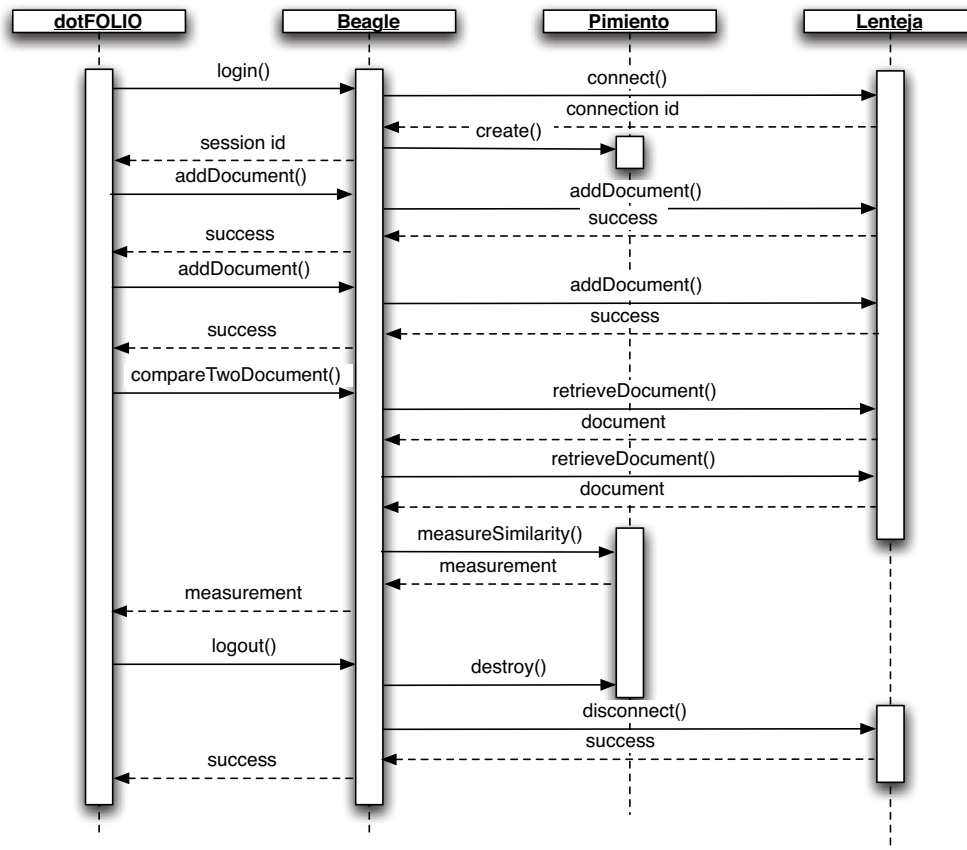 dotFOLIO
Beagle
Pimiento
Lenteja
login()
connect()
connection id
create()
session id
addDocument()
addDocument()
success
success
addDocument()
addDocument()
success
success
compareTwoDocument()
retrieveDocument()
document
retrieveDocument()
document
measureSimilarity()
measurement
measurement
logout()
destroy()
disconnect()
success
success